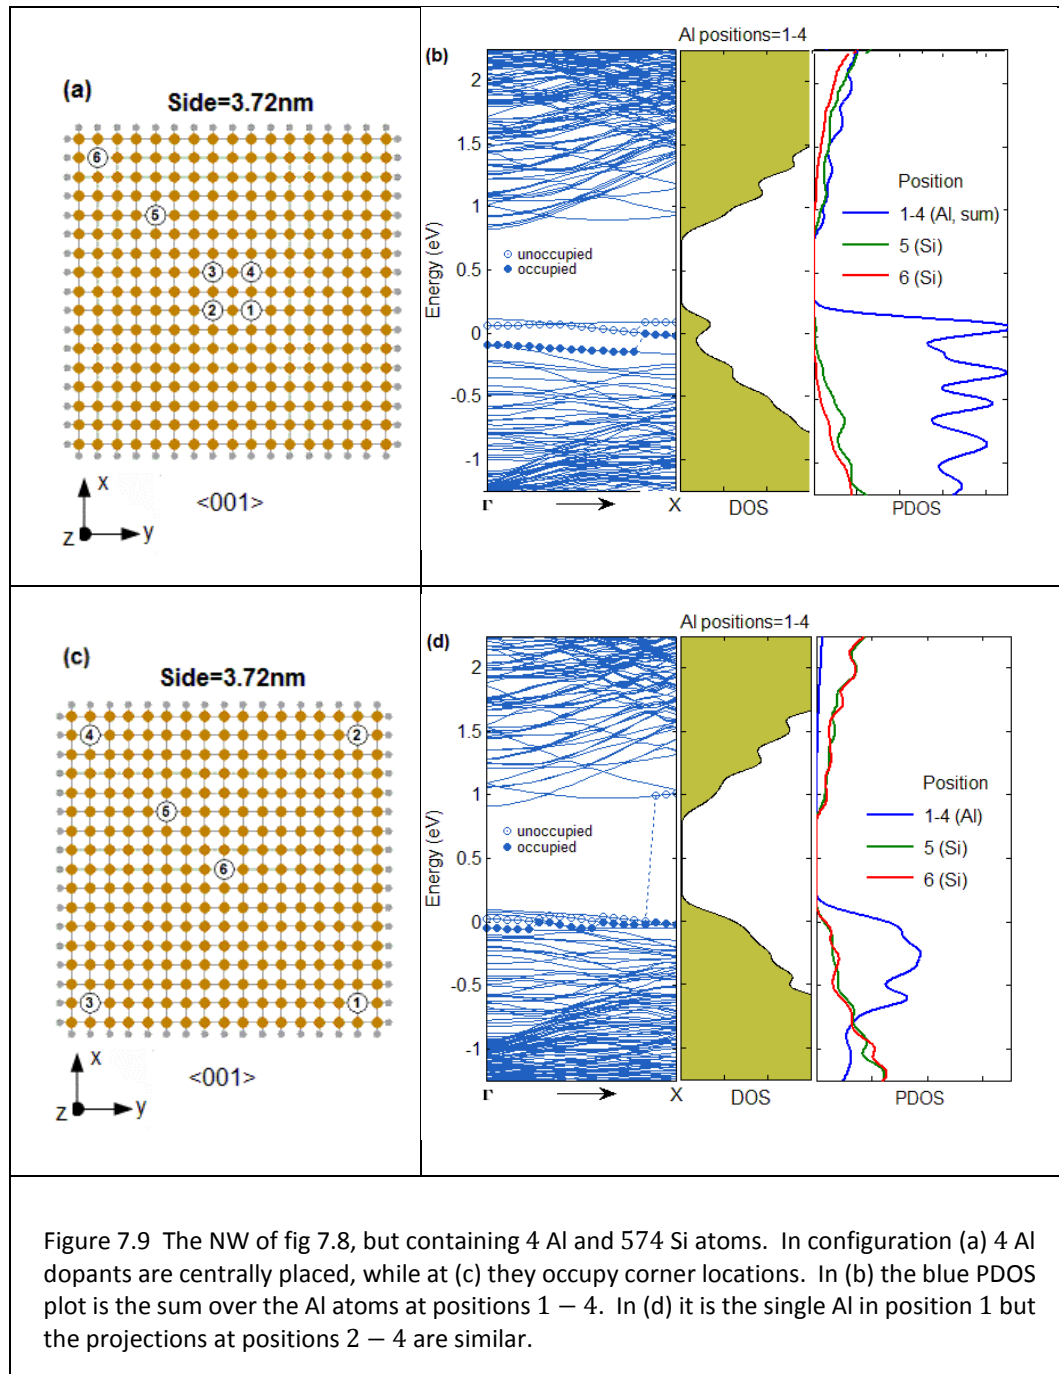 (a)
Side=3.72nm
6
5
3
4
2
1
X
Z
y
<001>
(b)
Al positions=1-4
Energy (eV)
2
1.5
1
0.5
0
-0.5
-1
unoccupied
occupied
Γ
X
DOS
PDOS
Position
1-4 (Al, sum)
5 (Si)
6 (Si)
(c)
Side=3.72nm
4
2
5
6
3
1
X
Z
y
<001>
(d)
Al positions=1-4
Energy (eV)
2
1.5
1
0.5
0
-0.5
-1
unoccupied
occupied
Γ
X
DOS
PDOS
Position
1-4 (Al)
5 (Si)
6 (Si)
Figure 7.9 The NW of fig 7.8, but containing 4 Al and 574 Si atoms. In configuration (a) 4 Al
dopants are centrally placed, while at (c) they occupy corner locations. In (b) the blue PDOS
plot is the sum over the Al atoms at positions 1 − 4. In (d) it is the single Al in position 1 but
the projections at positions 2 − 4 are similar.